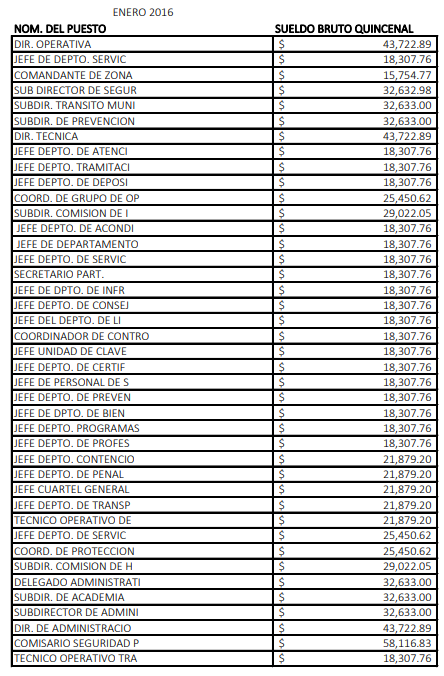 ENERO 2016
NOM. DEL PUESTO SUELDO BRUTO QUINCENAL
DIR. OPERATIVA $ 43,722.89
JEFE DE DEPTO. DE SERVIC $ 18,307.76
COMANDANTE DE ZONA $ 15,754.77
SUB DIRECTOR DE SEGUR $ 32,632.98
SUBDIR. TRANSITO MUNI $ 32,633.00
SUBDIR. DE PREVENCION $ 32,633.00
DIR. TECNICA $ 43,722.89
JEFE DEPTO. DE ATENCI $ 18,307.76
JEFE DEPTO. TRAMITACI $ 18,307.76
JEFE DEPTO. DE DEPOSI $ 18,307.76
COORD. DE GRUPO DE OP $ 25,450.62
SUBDIR. COMISION DE I $ 29,022.05
JEFE DEPTO. DE ACONDI $ 18,307.76
JEFE DE DEPARTAMENTO $ 18,307.76
JEFE DEPTO. DE SERVIC $ 18,307.76
SECRETARIO PART. $ 18,307.76
JEFE DE DPTO. DE INFR $ 18,307.76
JEFE DEPTO. DE CONSEJ $ 18,307.76
JEFE DEL DEPTO. DE LI $ 18,307.76
COORDINADOR DE CONTRO $ 18,307.76
JEFE UNIDAD DE CLAVE $ 18,307.76
JEFE DEPTO. DE CERTIF $ 18,307.76
JEFE DE PERSONAL DE S $ 18,307.76
JEFE DEPTO. DE PREVEN $ 18,307.76
JEFE DE DPTO. DE BIEN $ 18,307.76
JEFE DEPTO. PROGRAMAS $ 18,307.76
JEFE DEPTO. DE PROFES $ 18,307.76
JEFE DEPTO. CONTENCIO $ 21,879.20
JEFE DEPTO. DE PENAL $ 21,879.20
JEFE CUARTEL GENERAL $ 21,879.20
JEFE DEPTO. DE TRANSP $ 21,879.20
TECNICO OPERATIVO DE $ 21,879.20
JEFE DEPTO. DE SERVIC $ 25,450.62
COORD. DE PROTECCION $ 25,450.62
SUBDIR. COMISION DE H $ 29,022.05
DELEGADO ADMINISTRATI $ 32,633.00
SUBDIR. DE ACADEMIA $ 32,633.00
SUBDIRECTOR DE ADMINI $ 32,633.00
DIR. DE ADMINISTRACIO $ 43,722.89
COMISARIO SEGURIDAD P $ 58,116.83
TECNICO OPERATIVO TRA $ 18,307.76